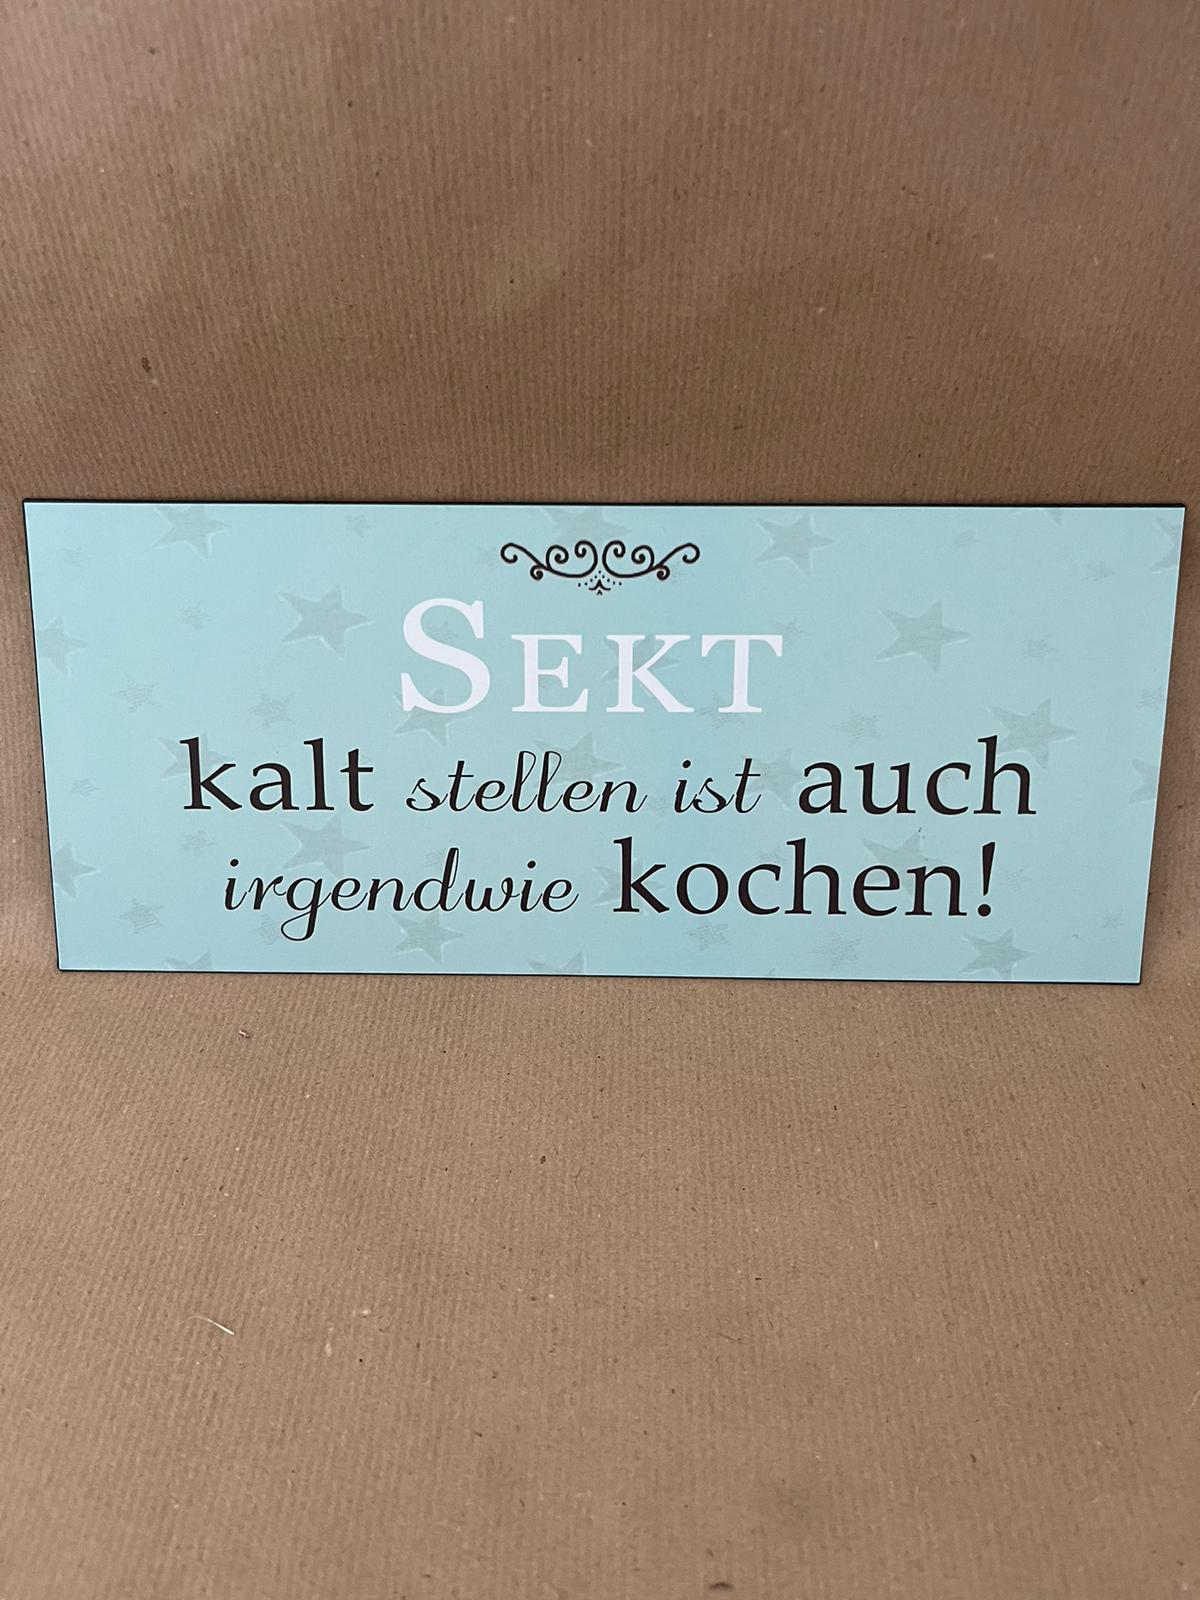 SEKT
kalt stellen ist auch
irgendwie kochen!